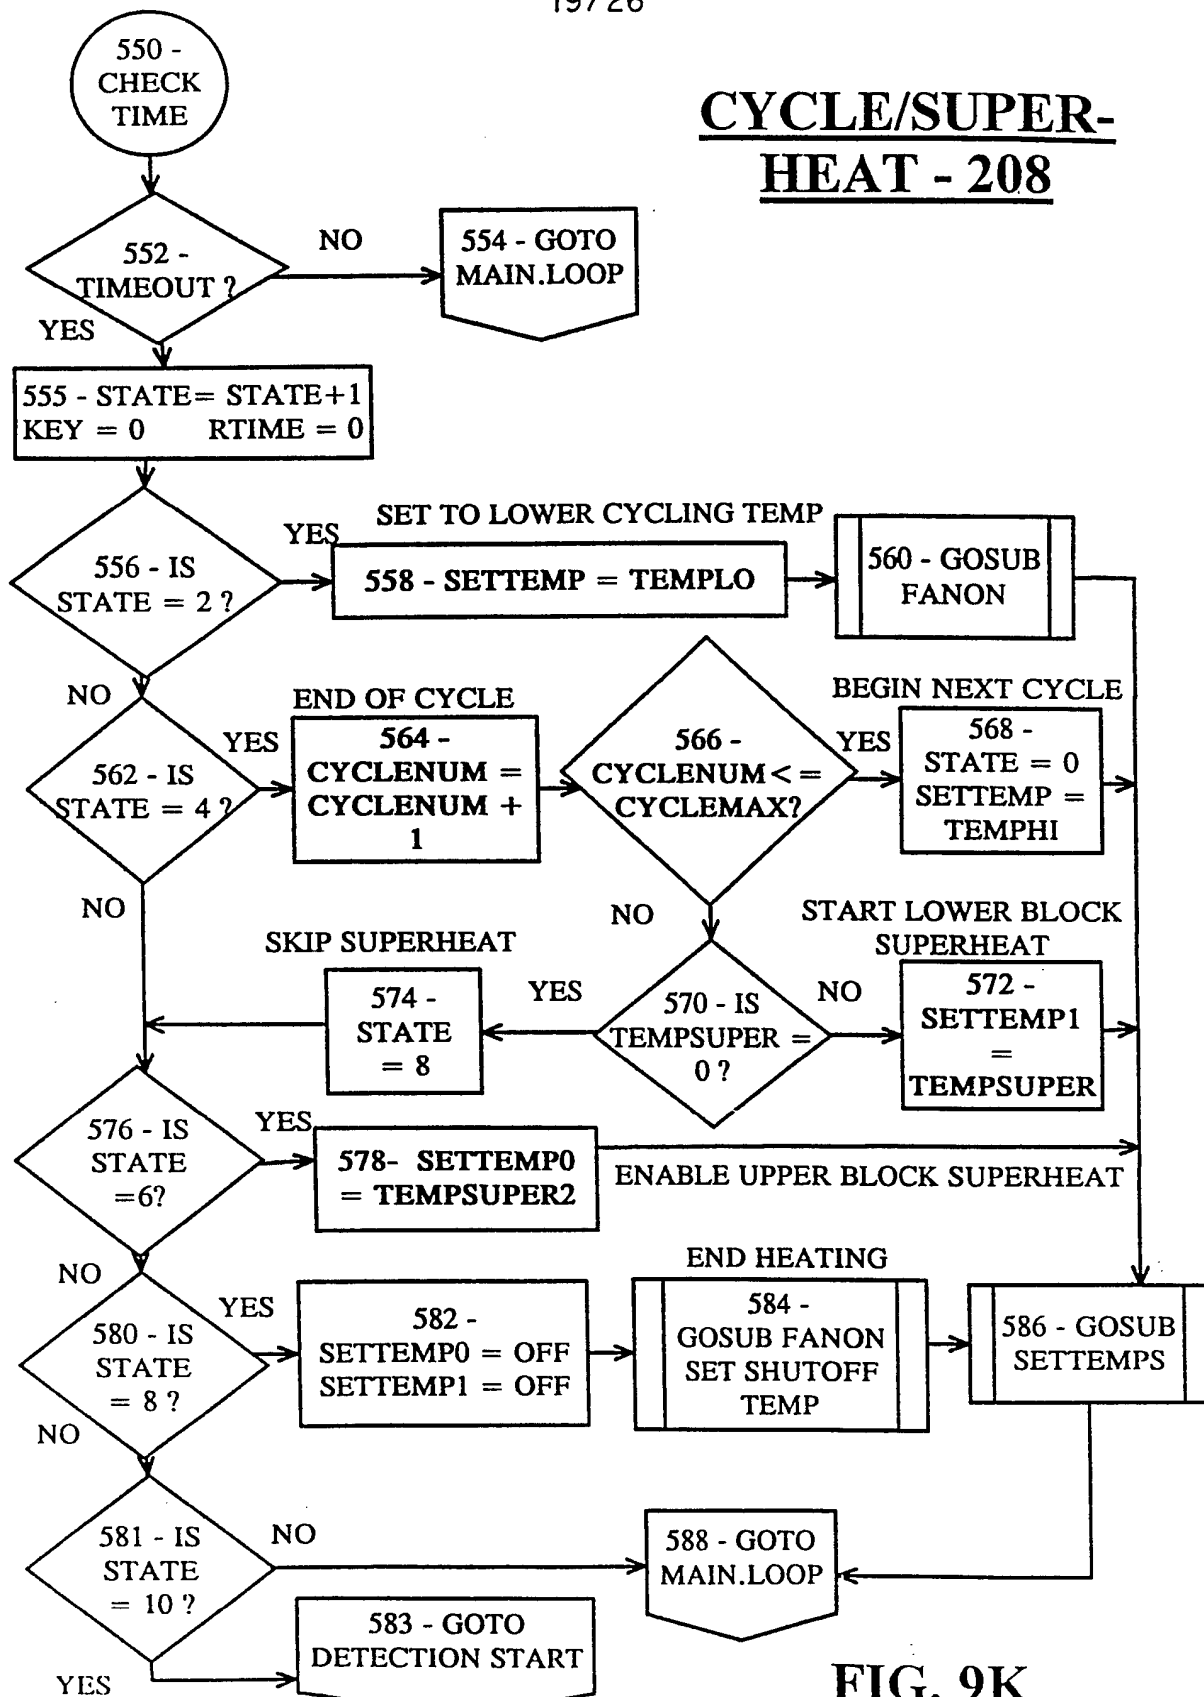 19/26
550 -
CHECK
TIME
CYCLE/SUPER-
HEAT - 208
552 -
TIMEOUT ?
NO
554 - GOTO
MAIN.LOOP
YES
555 - STATE= STATE+1
KEY = 0 RTIME = 0
556 - IS
STATE = 2 ?
YES
SET TO LOWER CYCLING TEMP
558 - SETTEMP = TEMPLO
560 - GOSUB
FANON
NO
562 - IS
STATE = 4 ?
YES
END OF CYCLE
564 -
CYCLENUM =
CYCLENUM +
1
566 -
CYCLENUM < =
CYCLEMAX?
YES
BEGIN NEXT CYCLE
568 -
STATE = 0
SETTEMP =
TEMPHI
NO
NO
START LOWER BLOCK
SUPERHEAT
SKIP SUPERHEAT
574 -
STATE
= 8
YES
570 - IS
TEMPSUPER =
0 ?
NO
572 -
SETTEMP1
=
TEMPSUPER
576 - IS
STATE
=6?
YES
578- SETTEMP0
= TEMPSUPER2
ENABLE UPPER BLOCK SUPERHEAT
NO
580 - IS
STATE
= 8 ?
YES
582 -
SETTEMP0 = OFF
SETTEMP1 = OFF
END HEATING
584 -
GOSUB FANON
SET SHUTOFF
TEMP
586 - GOSUB
SETTEMPS
NO
581 - IS
STATE
= 10 ?
NO
588 - GOTO
MAIN.LOOP
YES
583 - GOTO
DETECTION START
FIG. 9K